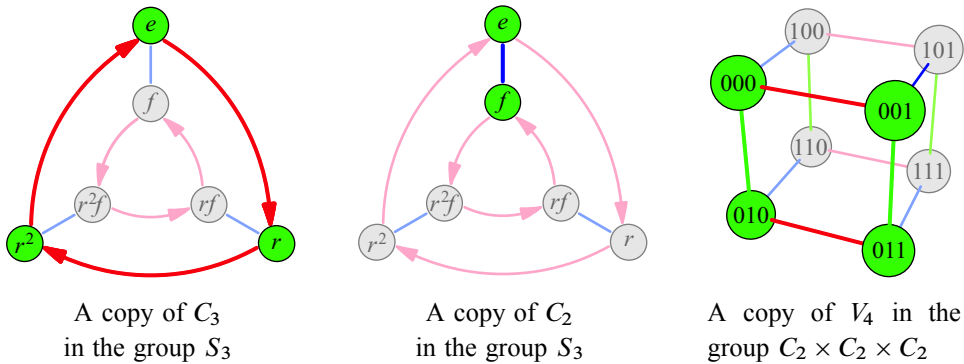 e
f
r²f
rf
r²
r
A copy of C₃
in the group S₃
e
f
r²f
rf
r²
r
A copy of C₂
in the group S₃
100
101
000
001
110
111
010
011
A copy of V₄ in the
group C₂ × C₂ × C₂